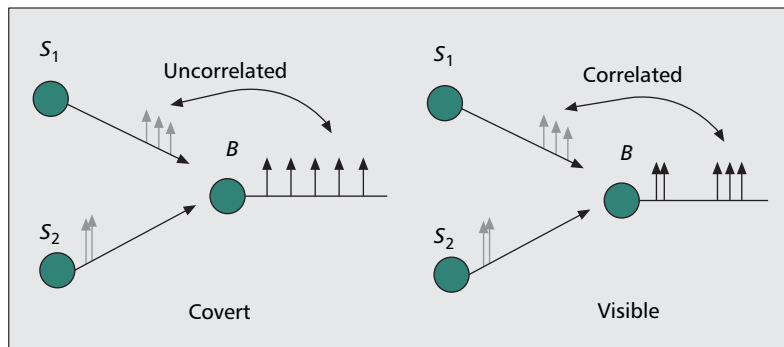 S1
Uncorrelated
B
S2
Covert
S1
Correlated
B
S2
Visible